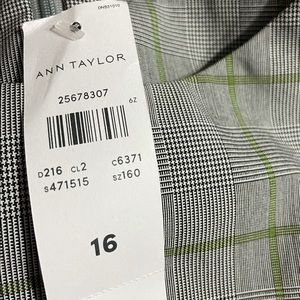 ANN TAYLOR
25678307
6Z
D216 CL2 C6371
S471515 SZ160
16